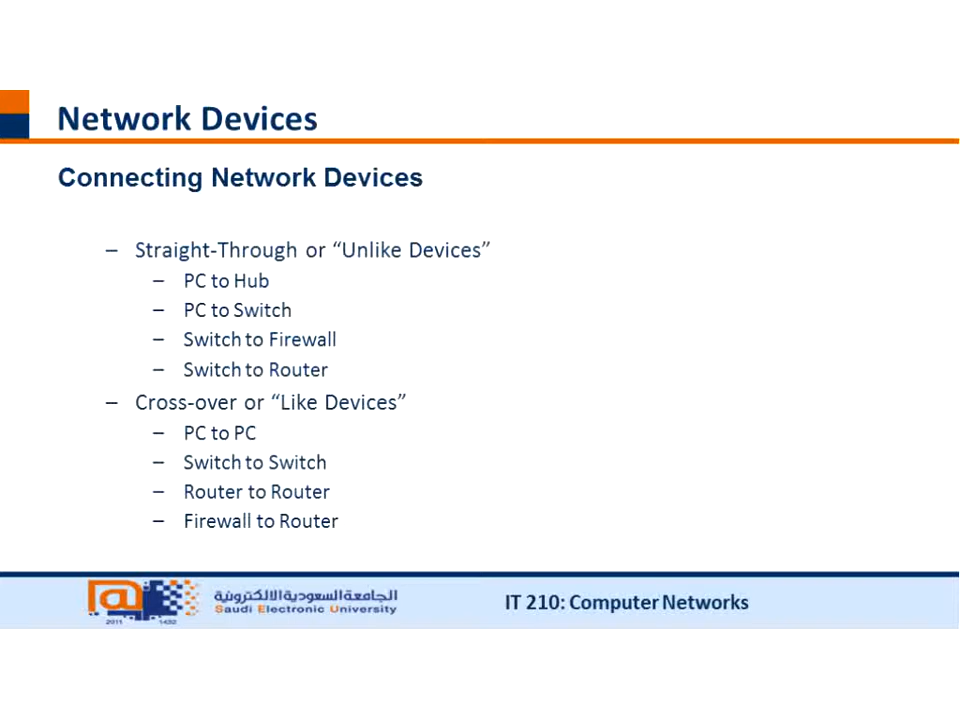 Network Devices
Connecting Network Devices
– Straight-Through or “Unlike Devices”
– PC to Hub
– PC to Switch
– Switch to Firewall
– Switch to Router
– Cross-over or “Like Devices”
– PC to PC
– Switch to Switch
– Router to Router
– Firewall to Router
الجامعة السعودية الالكترونية
Saudi Electronic University
2011 1432
IT 210: Computer Networks